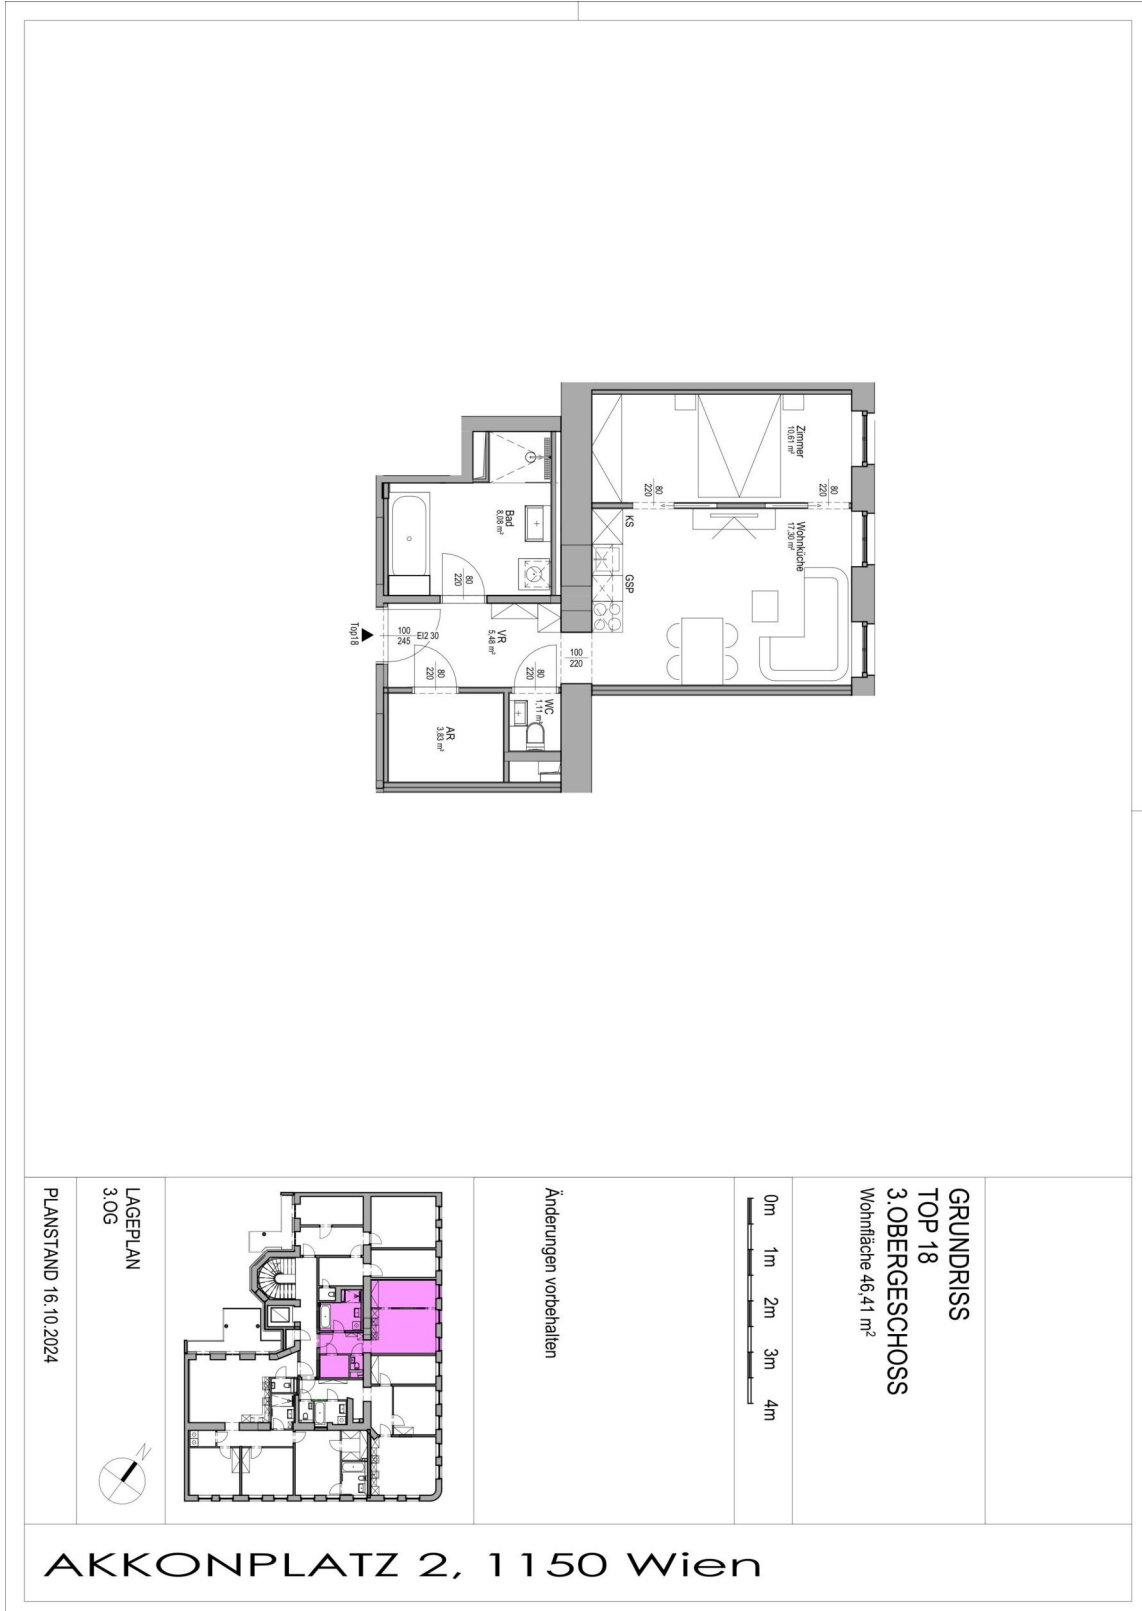 Zimmer
10,61 m²
80
220
80
220
Wohnküche
17,30 m²
KS
GSP
Bad
8,08 m²
80
220
VR
5,48 m²
100
245
EI2 30
Top18
100
220
80
220
80
220
WC
1,11 m²
AR
3,83 m²
GRUNDRISS
TOP 18
3.OBERGESCHOSS
Wohnfläche 46,41 m²
0m 1m 2m 3m 4m
Änderungen vorbehalten
LAGEPLAN
3.OG
N
PLANSTAND 16.10.2024
AKKONPLATZ 2, 1150 Wien